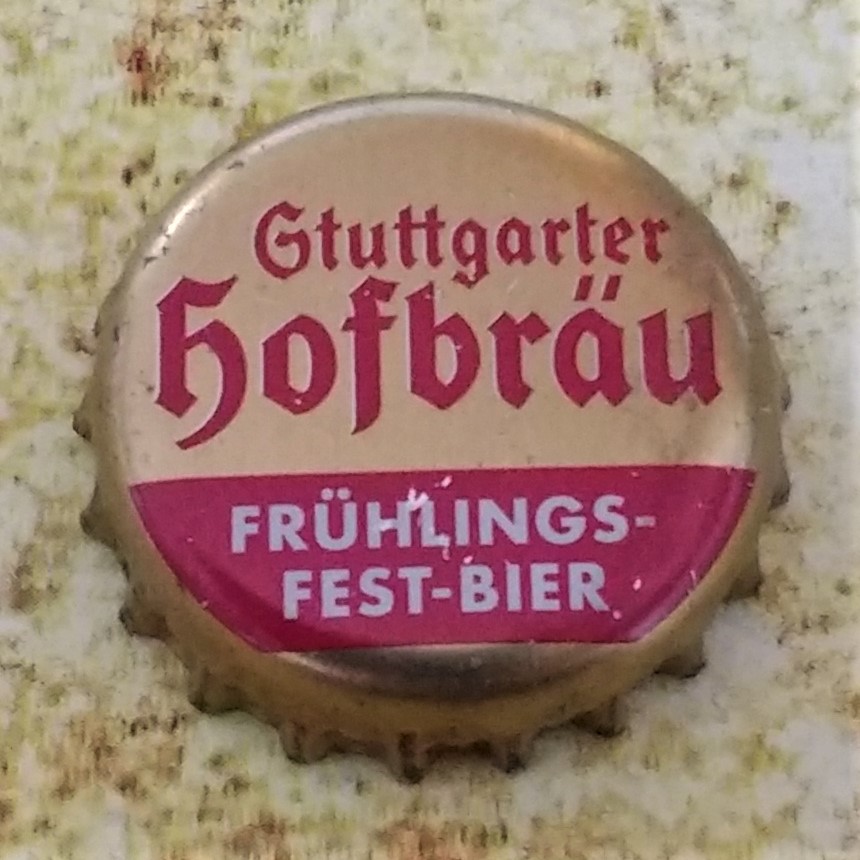 Stuttgarter
Hofbräu
FRÜHLINGS-
FEST-BIER